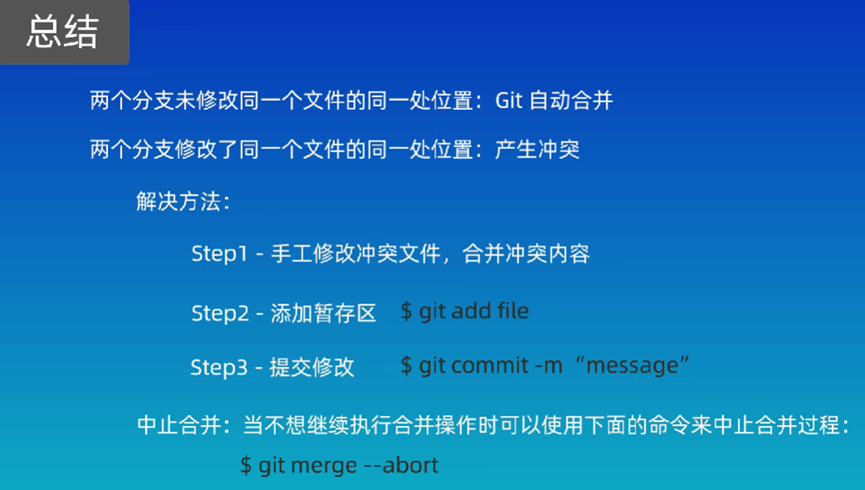 总结
两个分支未修改同一个文件的同一处位置：Git 自动合并
两个分支修改了同一个文件的同一处位置：产生冲突
解决方法：
Step1 - 手工修改冲突文件，合并冲突内容
Step2 - 添加暂存区 $ git add file
Step3 - 提交修改 $ git commit -m “message”
中止合并：当不想继续执行合并操作时可以使用下面的命令来中止合并过程：
$ git merge --abort